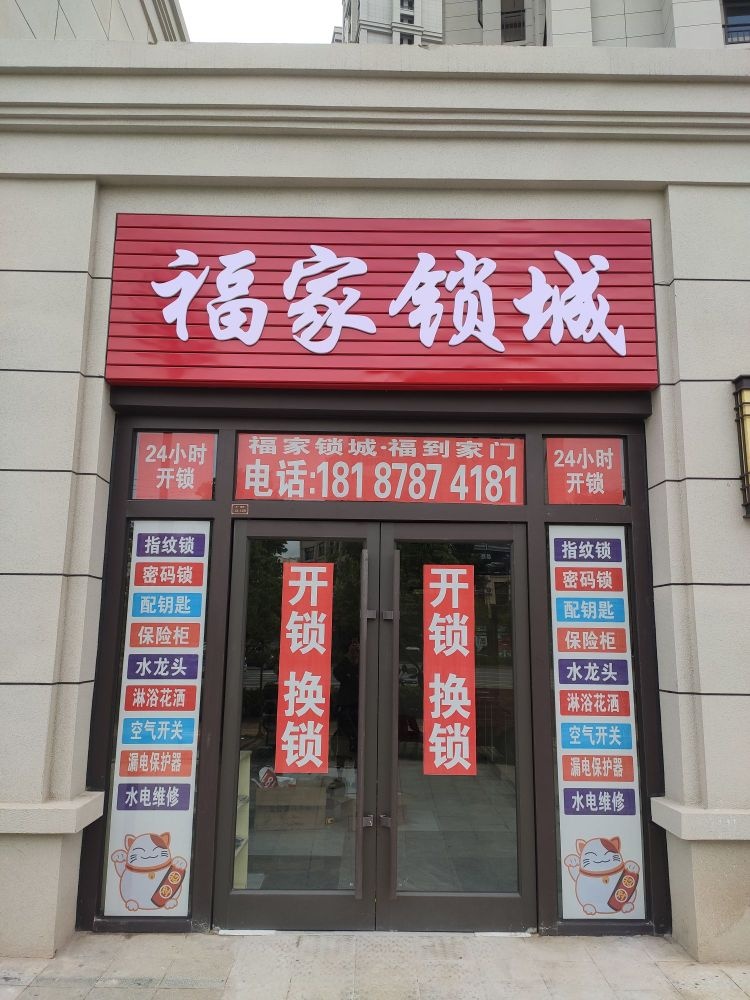 福家锁城
24小时
开锁
福家锁城·福到家门
电话:181 8787 4181
24小时
开锁
指纹锁
密码锁
配钥匙
保险柜
水龙头
淋浴花洒
空气开关
漏电保护器
水电维修
开锁 换锁
开锁 换锁
指纹锁
密码锁
配钥匙
保险柜
水龙头
淋浴花洒
空气开关
漏电保护器
水电维修